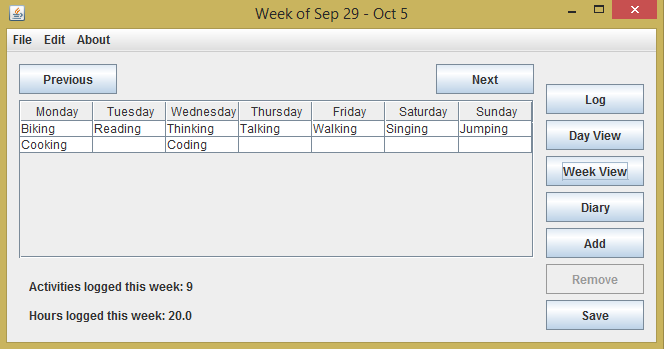 Week of Sep 29 - Oct 5
File Edit About
Previous Next
Monday Tuesday Wednesday Thursday Friday Saturday Sunday
Biking Reading Thinking Talking Walking Singing Jumping
Cooking Coding
Activities logged this week: 9
Hours logged this week: 20.0
Log
Day View
Week View
Diary
Add
Remove
Save